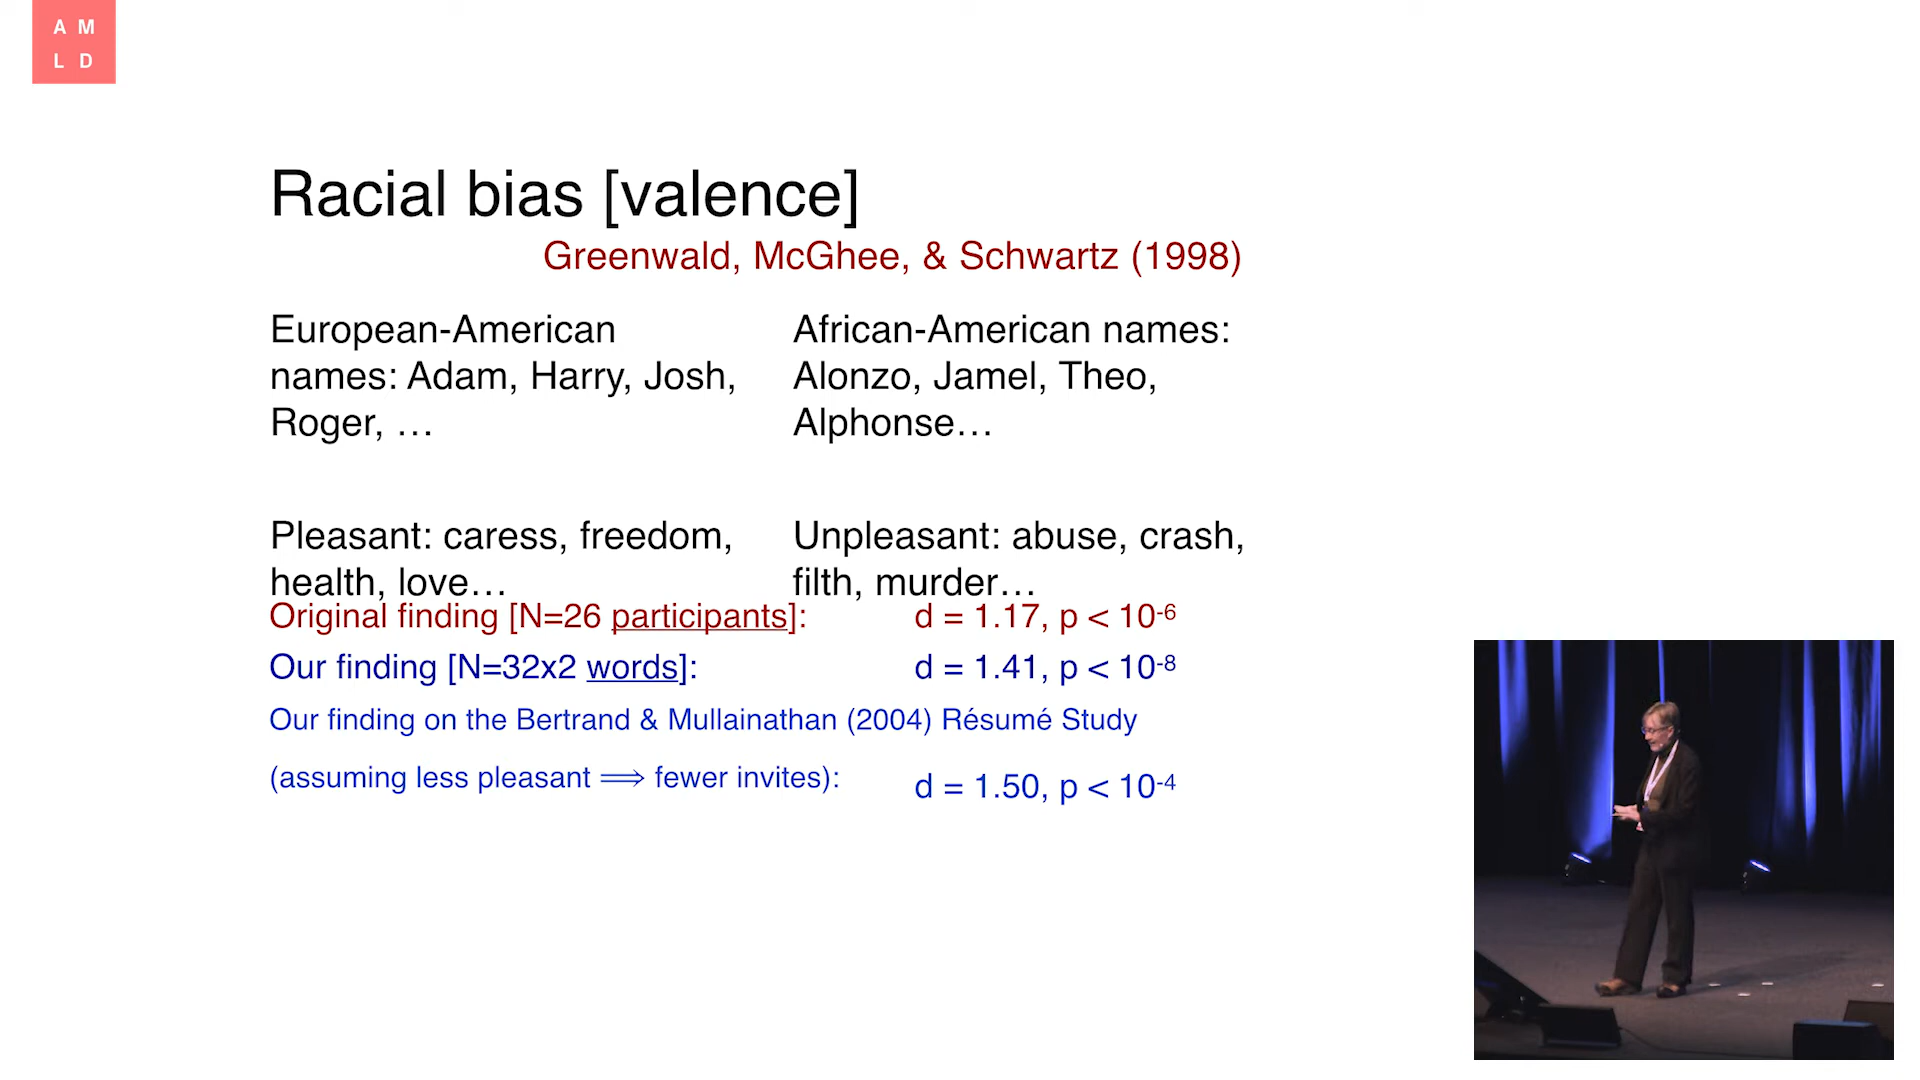 A M
L D
Racial bias [valence]
Greenwald, McGhee, & Schwartz (1998)
European-American
names: Adam, Harry, Josh,
Roger, …
African-American names:
Alonzo, Jamel, Theo,
Alphonse…
Pleasant: caress, freedom,
health, love…
Unpleasant: abuse, crash,
filth, murder…
Original finding [N=26 participants]: d = 1.17, p < 10⁻⁶
Our finding [N=32x2 words]: d = 1.41, p < 10⁻⁸
Our finding on the Bertrand & Mullainathan (2004) Résumé Study
(assuming less pleasant ⟹ fewer invites): d = 1.50, p < 10⁻⁴